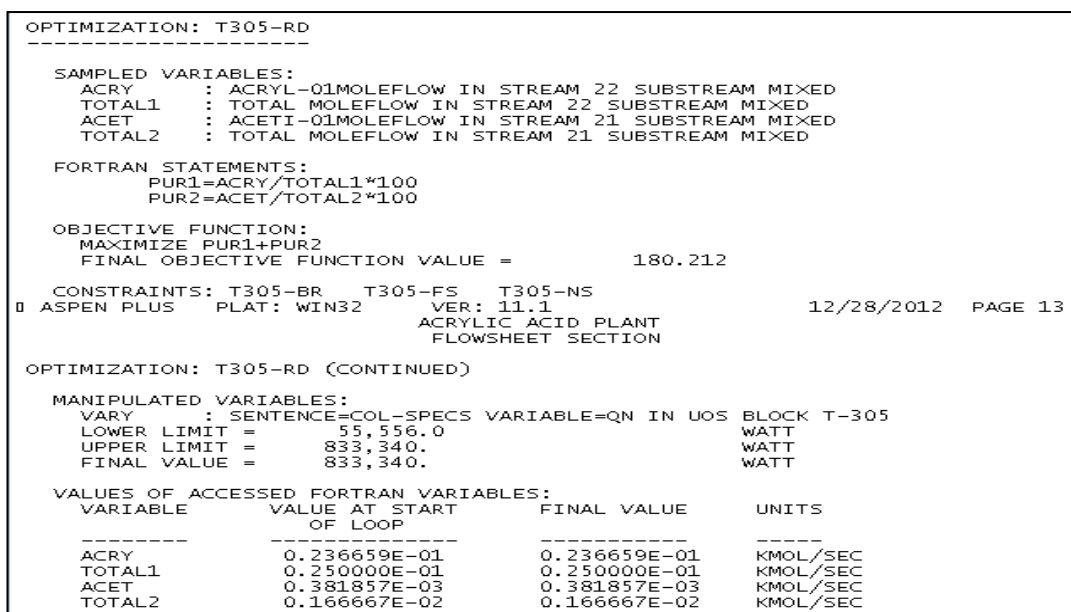 OPTIMIZATION: T305-RD
---------------------
SAMPLED VARIABLES:
ACRY : ACRYL-01MOLEFLOW IN STREAM 22 SUBSTREAM MIXED
TOTAL1 : TOTAL MOLEFLOW IN STREAM 22 SUBSTREAM MIXED
ACET : ACETI-01MOLEFLOW IN STREAM 21 SUBSTREAM MIXED
TOTAL2 : TOTAL MOLEFLOW IN STREAM 21 SUBSTREAM MIXED
FORTRAN STATEMENTS:
PUR1=ACRY/TOTAL1*100
PUR2=ACET/TOTAL2*100
OBJECTIVE FUNCTION:
MAXIMIZE PUR1+PUR2
FINAL OBJECTIVE FUNCTION VALUE = 180.212
CONSTRAINTS: T305-BR T305-FS T305-NS
ASPEN PLUS PLAT: WIN32 VER: 11.1 12/28/2012 PAGE 13
ACRYLIC ACID PLANT
FLOWSHEET SECTION
OPTIMIZATION: T305-RD (CONTINUED)
MANIPULATED VARIABLES:
VARY : SENTENCE=COL-SPECS VARIABLE=QN IN UOS BLOCK T-305
LOWER LIMIT = 55,556.0 WATT
UPPER LIMIT = 833,340. WATT
FINAL VALUE = 833,340. WATT
VALUES OF ACCESSED FORTRAN VARIABLES:
VARIABLE VALUE AT START FINAL VALUE UNITS
OF LOOP
-------- -------------- ----------- -----
ACRY 0.236659E-01 0.236659E-01 KMOL/SEC
TOTAL1 0.250000E-01 0.250000E-01 KMOL/SEC
ACET 0.381857E-03 0.381857E-03 KMOL/SEC
TOTAL2 0.166667E-02 0.166667E-02 KMOL/SEC